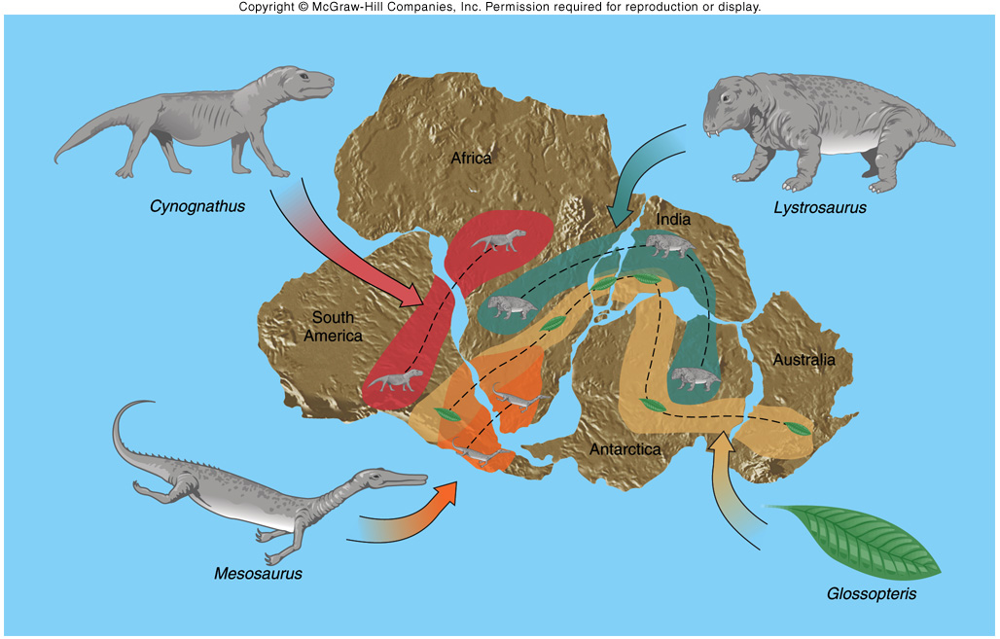 Copyright © McGraw-Hill Companies, Inc. Permission required for reproduction or display.
Africa
Cynognathus
Lystrosaurus
India
South
America
Australia
Antarctica
Mesosaurus
Glossopteris